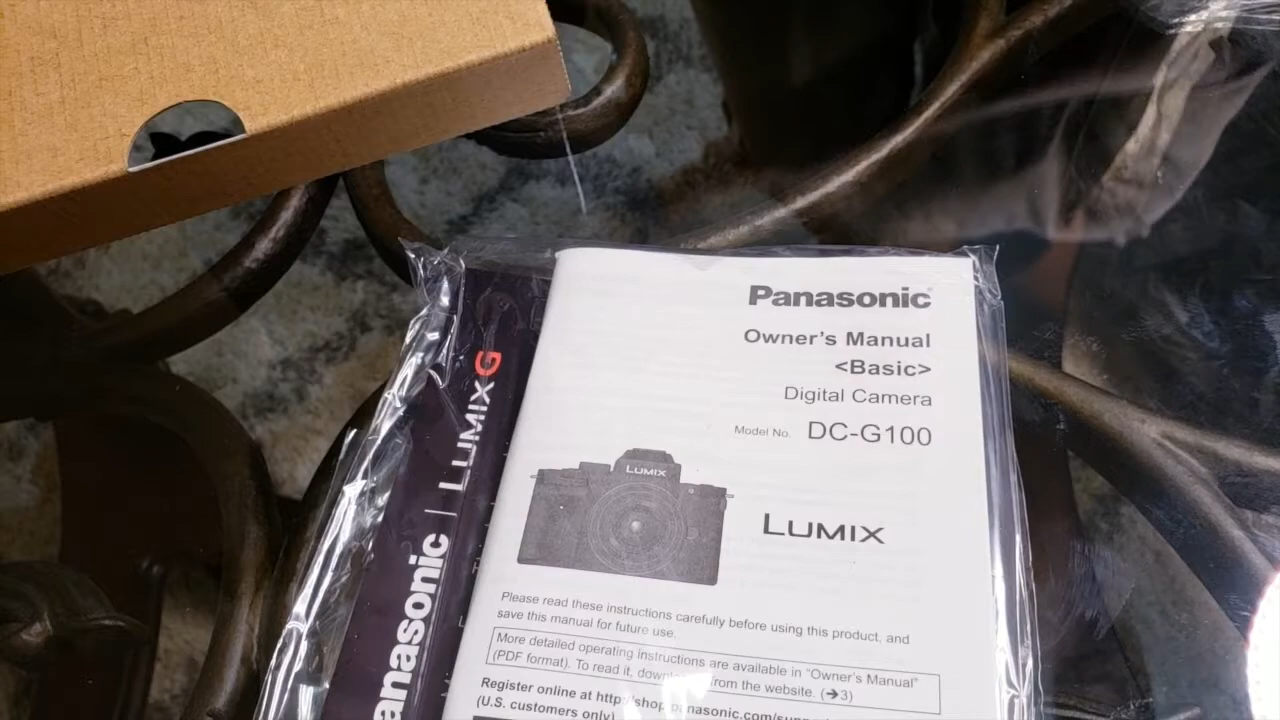 Panasonic
Owner's Manual
<Basic>
Digital Camera
Model No. DC-G100
LUMIX
LUMIX
Please read these instructions carefully before using this product, and
save this manual for future use.
More detailed operating instructions are available in "Owner's Manual"
(PDF format). To read it, from the website. (➔3)
Register online at
(U.S. customers only)
Panasonic | LUMIX G